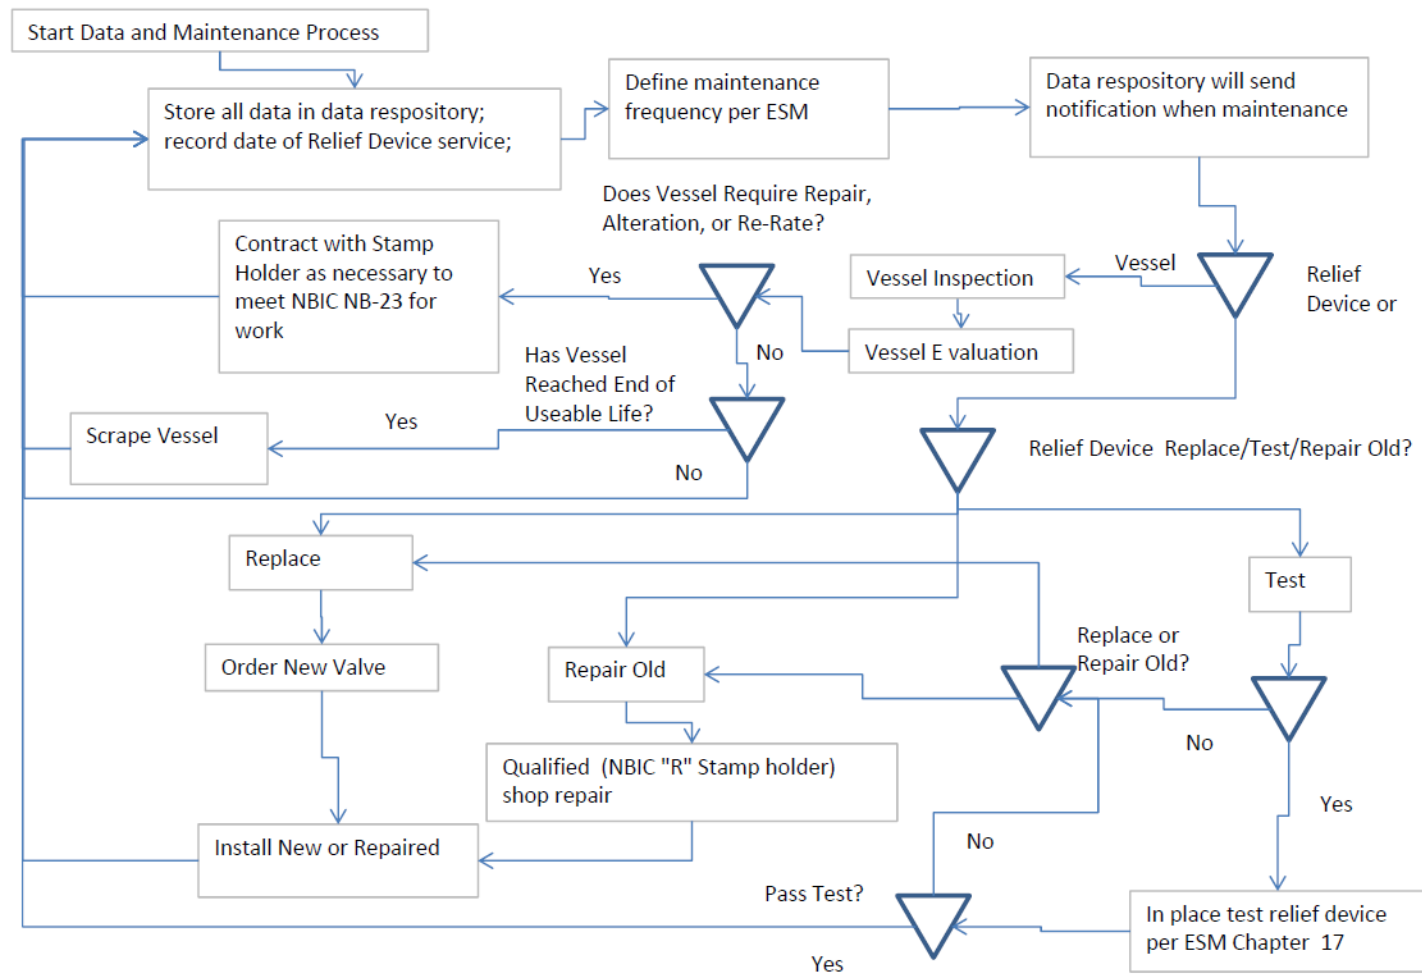 Start Data and Maintenance Process
Store all data in data respository;
record date of Relief Device service;
Define maintenance
frequency per ESM
Data respository will send
notification when maintenance
Does Vessel Require Repair,
Alteration, or Re-Rate?
Contract with Stamp
Holder as necessary to
meet NBIC NB-23 for
work
Yes
Vessel Inspection
Vessel
Relief
Device or
No
Vessel E valuation
Has Vessel
Reached End of
Useable Life?
Scrape Vessel
Yes
No
Relief Device  Replace/Test/Repair Old?
Replace
Test
Order New Valve
Repair Old
Replace or
Repair Old?
No
Qualified  (NBIC "R" Stamp holder)
shop repair
Yes
Install New or Repaired
No
Pass Test?
Yes
In place test relief device
per ESM Chapter  17